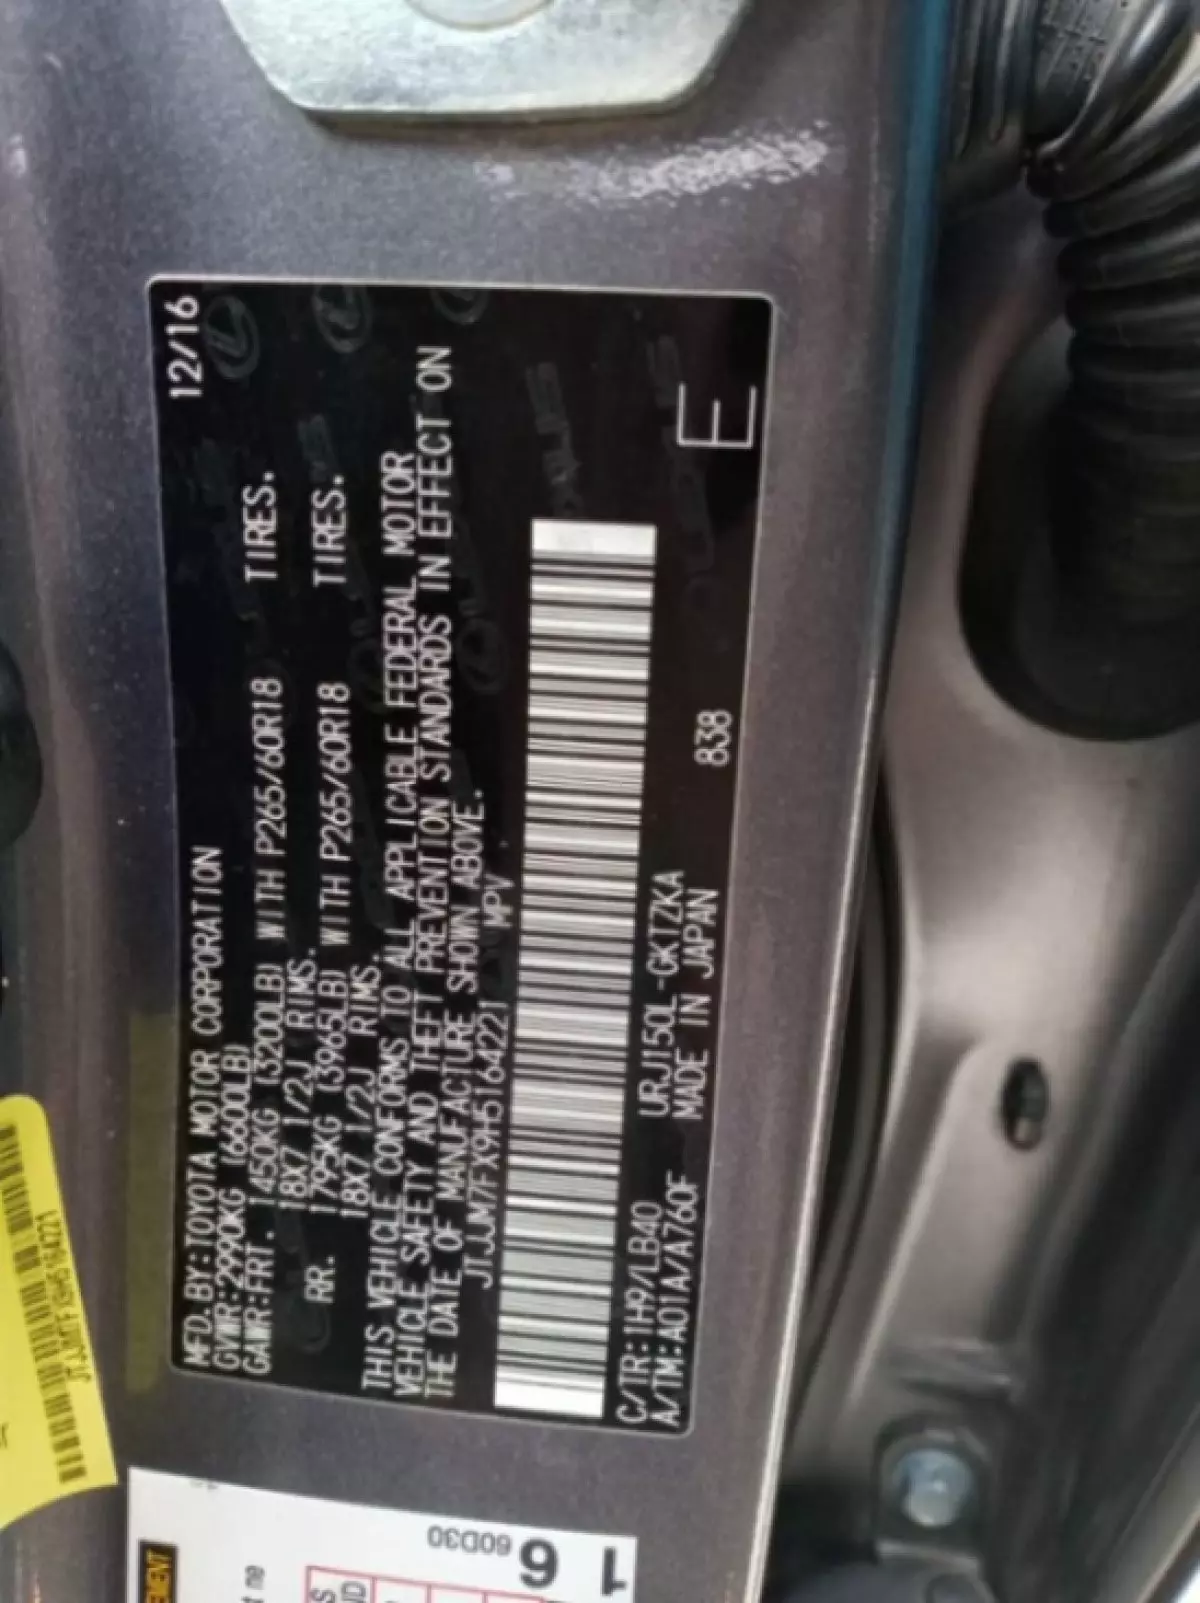 MFD.BY:TOYOTA MOTOR CORPORATION 12/16
GVWR:2990KG (6600LB)
GAWR:FRT. 1450KG (3200LB) WITH P265/60R18 TIRES.
18X7 1/2J RIMS.
RR. 1795KG (3965LB) WITH P265/60R18 TIRES.
18X7 1/2J RIMS.
THIS VEHICLE CONFORMS TO ALL APPLICABLE FEDERAL MOTOR
VEHICLE SAFETY AND THEFT PREVENTION STANDARDS IN EFFECT ON
THE DATE OF MANUFACTURE SHOWN ABOVE.
JTJJM7FX9H5164221 MPV
C/TR:1H9/LB40 URJ150L-GKTZKA
A/TM:A01A/A760F MADE IN JAPAN 838 E
JTJJM7FX9H5164221
60D30
6
1